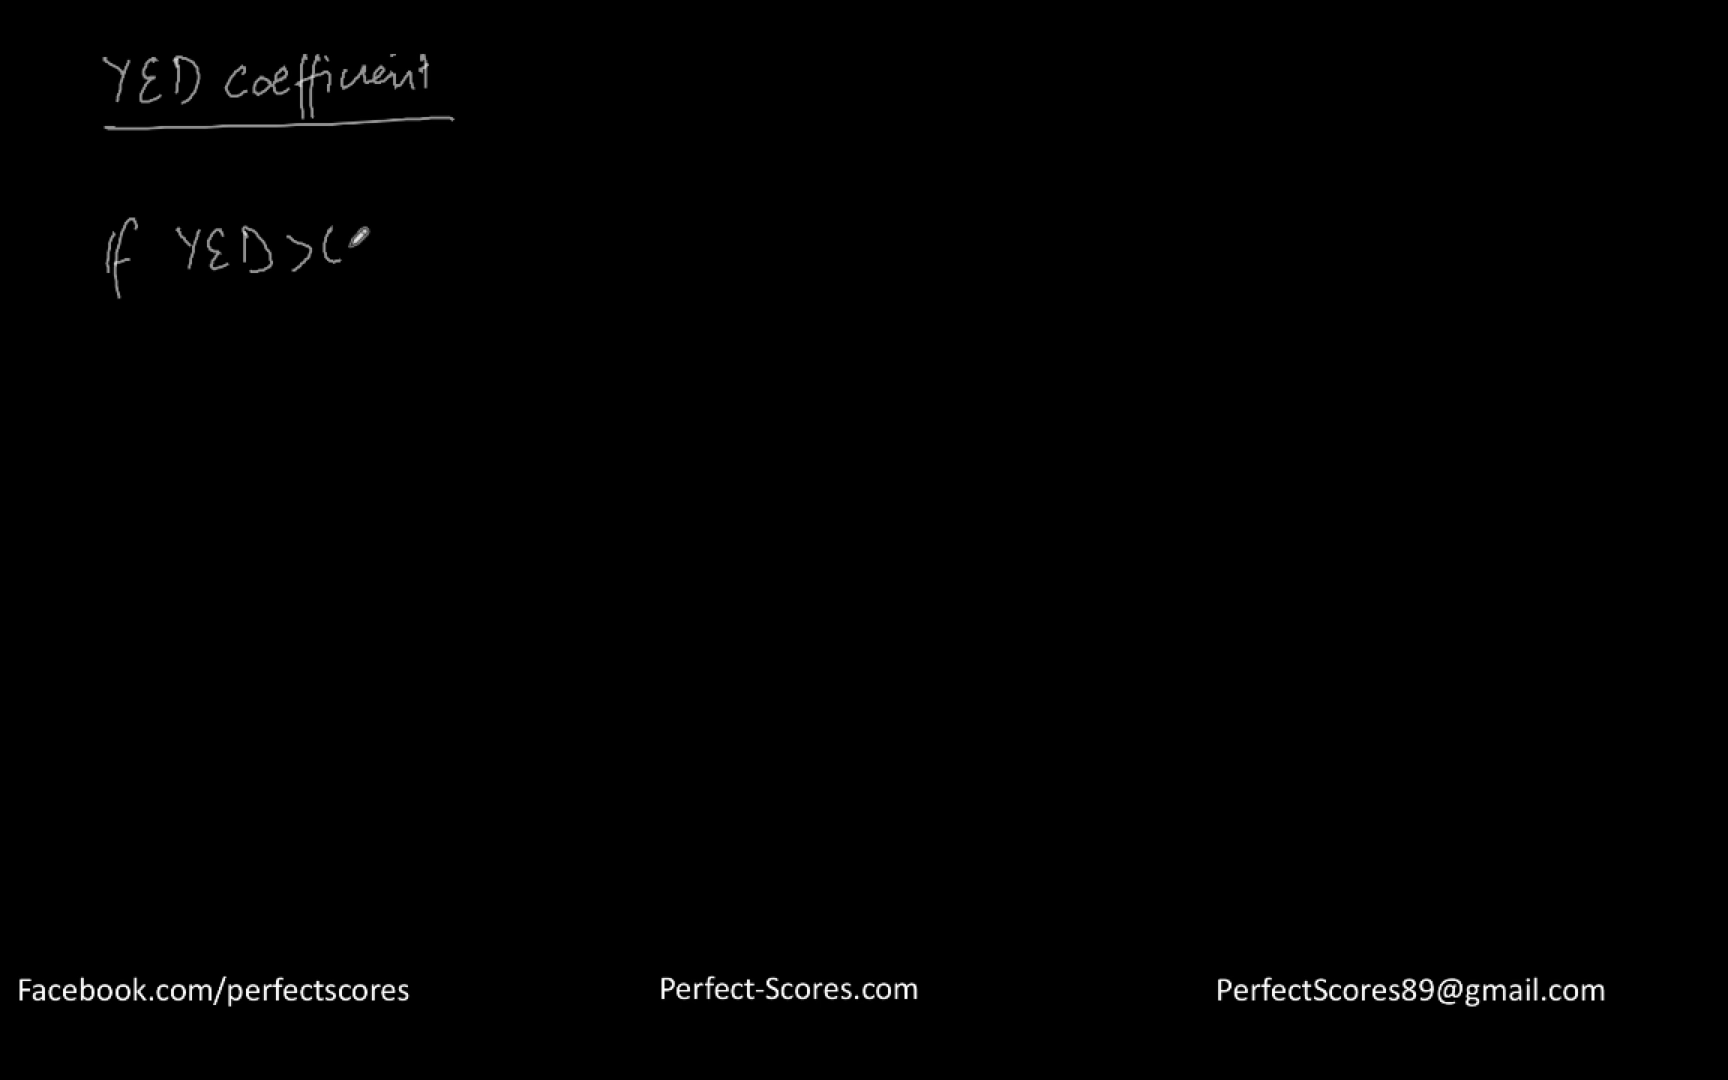 YED coefficient
If YED > (
Facebook.com/perfectscores
Perfect-Scores.com
PerfectScores89@gmail.com